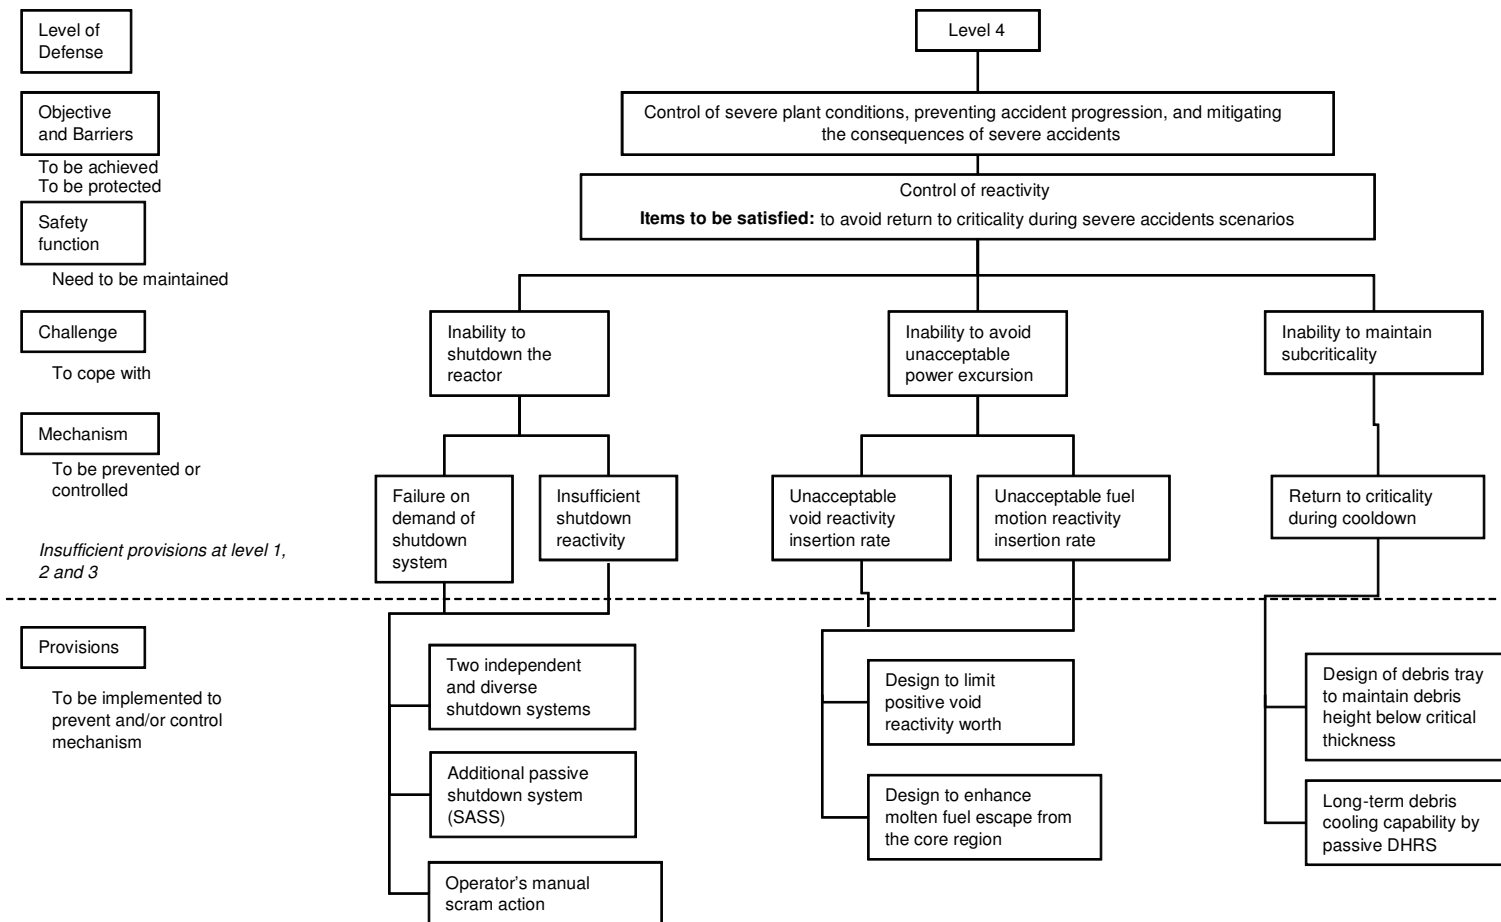 Level of
Defense
Level 4
Objective
and Barriers
Control of severe plant conditions, preventing accident progression, and mitigating
the consequences of severe accidents
To be achieved
To be protected
Control of reactivity
Items to be satisfied: to avoid return to criticality during severe accidents scenarios
Safety
function
Need to be maintained
Challenge
To cope with
Inability to
shutdown the
reactor
Inability to avoid
unacceptable
power excursion
Inability to maintain
subcriticality
Mechanism
To be prevented or
controlled
Insufficient provisions at level 1,
2 and 3
Failure on
demand of
shutdown
system
Insufficient
shutdown
reactivity
Unacceptable
void reactivity
insertion rate
Unacceptable fuel
motion reactivity
insertion rate
Return to criticality
during cooldown
Provisions
To be implemented to
prevent and/or control
mechanism
Two independent
and diverse
shutdown systems
Additional passive
shutdown system
(SASS)
Operator’s manual
scram action
Design to limit
positive void
reactivity worth
Design to enhance
molten fuel escape from
the core region
Design of debris tray
to maintain debris
height below critical
thickness
Long-term debris
cooling capability by
passive DHRS